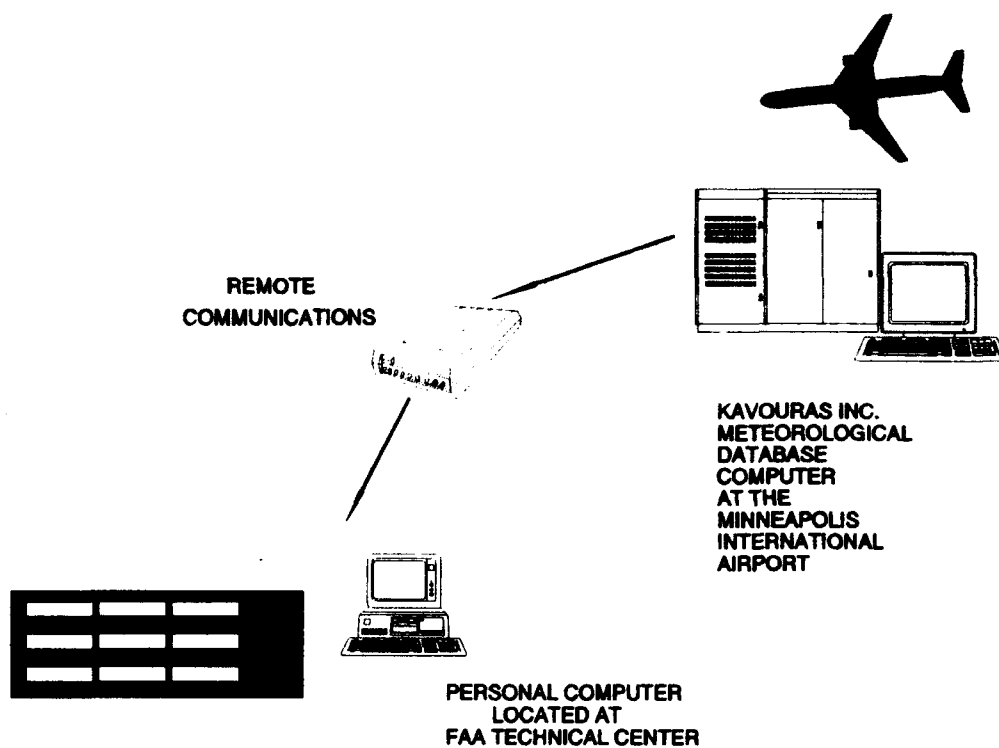 REMOTE
COMMUNICATIONS
KAVOURAS INC.
METEOROLOGICAL
DATABASE
COMPUTER
AT THE
MINNEAPOLIS
INTERNATIONAL
AIRPORT
PERSONAL COMPUTER
LOCATED AT
FAA TECHNICAL CENTER